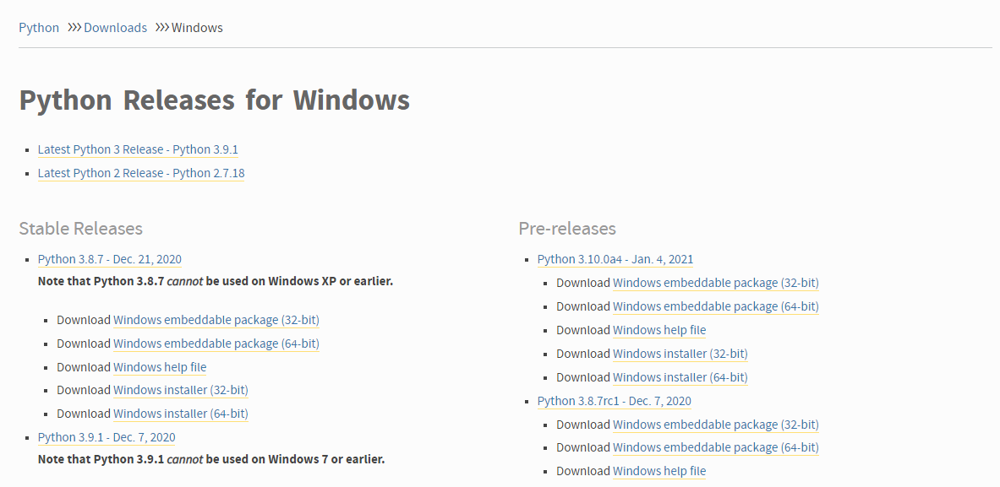 Python >>> Downloads >>> Windows
Python Releases for Windows
Latest Python 3 Release - Python 3.9.1
Latest Python 2 Release - Python 2.7.18
Stable Releases
Python 3.8.7 - Dec. 21, 2020
Note that Python 3.8.7 cannot be used on Windows XP or earlier.
Download Windows embeddable package (32-bit)
Download Windows embeddable package (64-bit)
Download Windows help file
Download Windows installer (32-bit)
Download Windows installer (64-bit)
Python 3.9.1 - Dec. 7, 2020
Note that Python 3.9.1 cannot be used on Windows 7 or earlier.
Pre-releases
Python 3.10.0a4 - Jan. 4, 2021
Download Windows embeddable package (32-bit)
Download Windows embeddable package (64-bit)
Download Windows help file
Download Windows installer (32-bit)
Download Windows installer (64-bit)
Python 3.8.7rc1 - Dec. 7, 2020
Download Windows embeddable package (32-bit)
Download Windows embeddable package (64-bit)
Download Windows help file